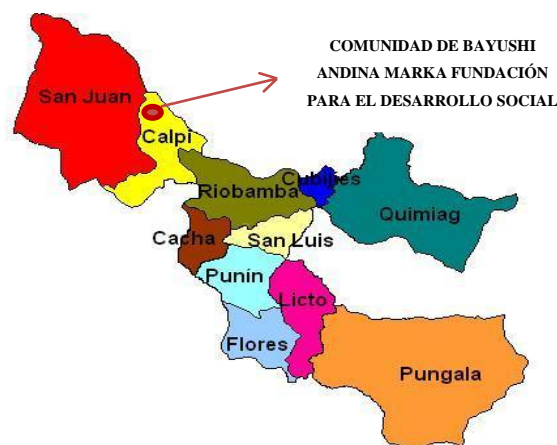 COMUNIDAD DE BAYUSHI
ANDINA MARKA FUNDACIÓN
PARA EL DESARROLLO SOCIAL
San Juan
Calpi
Cubijies
Riobamba
Quimiag
Cacha
San Luis
Punín
Licto
Flores
Pungala